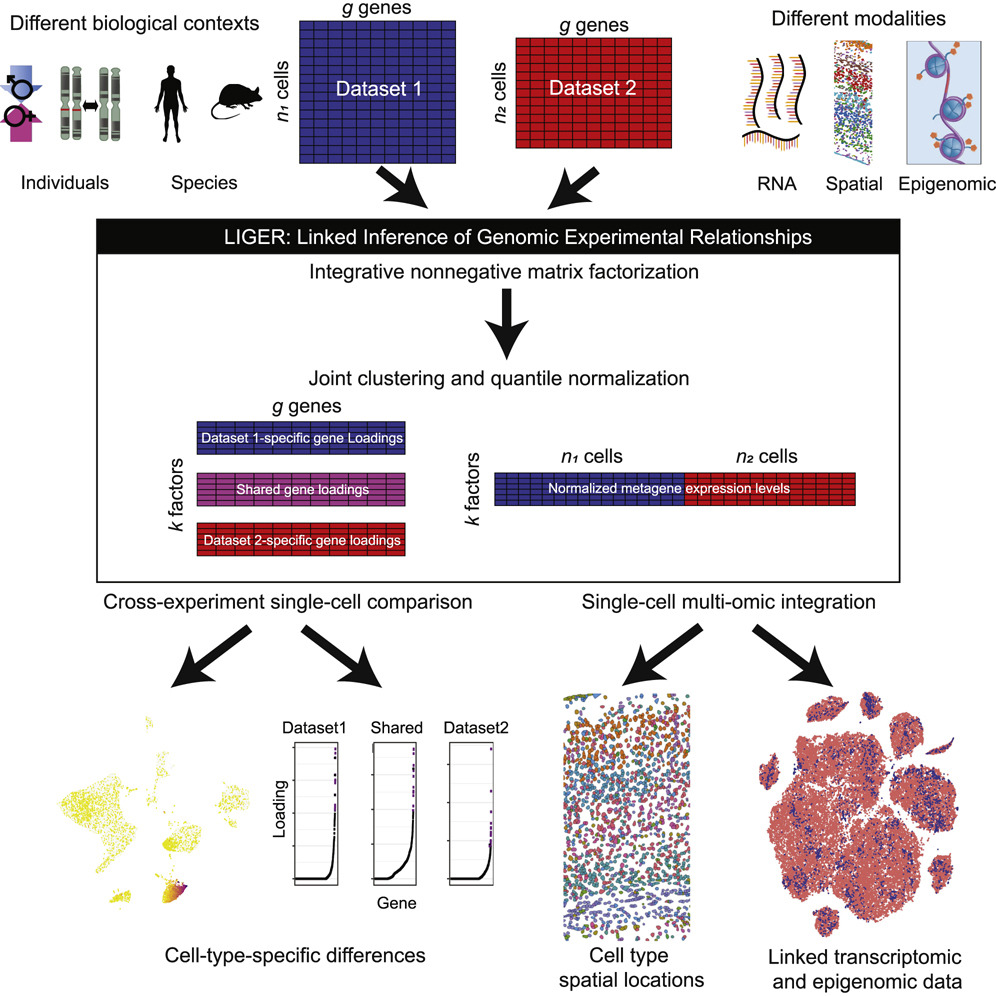 Different biological contexts
g genes
n₁ cells
Dataset 1
g genes
n₂ cells
Dataset 2
Different modalities
Individuals
Species
RNA
Spatial
Epigenomic
LIGER: Linked Inference of Genomic Experimental Relationships
Integrative nonnegative matrix factorization
Joint clustering and quantile normalization
g genes
k factors
Dataset 1-specific gene Loadings
Shared gene loadings
Dataset 2-specific gene loadings
n₁ cells
n₂ cells
k factors
Normalized metagene expression levels
Cross-experiment single-cell comparison
Single-cell multi-omic integration
Dataset1
Shared
Dataset2
Loading
Gene
Cell-type-specific differences
Cell type
spatial locations
Linked transcriptomic
and epigenomic data